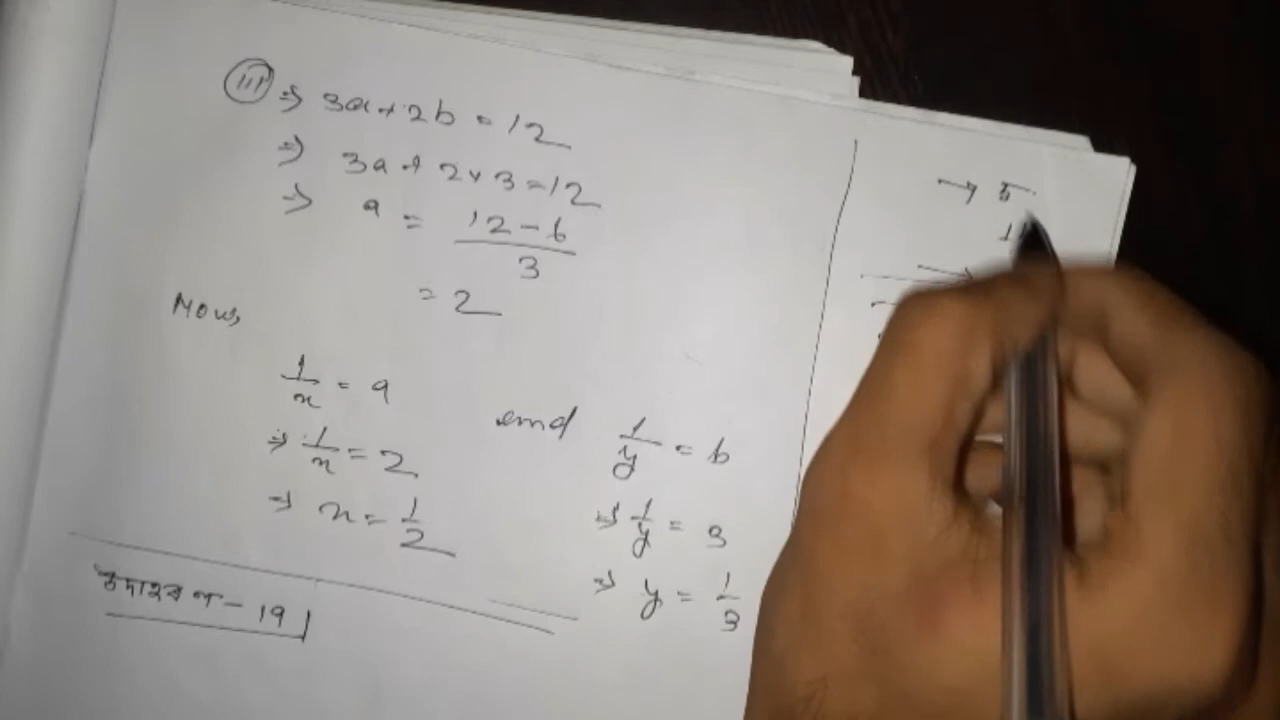 (iii) ⇒ 3a + 2b = 12
⇒ 3a + 2 × 3 = 12
⇒ a = (12 - 6)/3
= 2
Now,
1/x = a
⇒ 1/x = 2
⇒ x = 1/2
and 1/y = b
⇒ 1/y = 3
⇒ y = 1/3
উদাহৰণ - 19